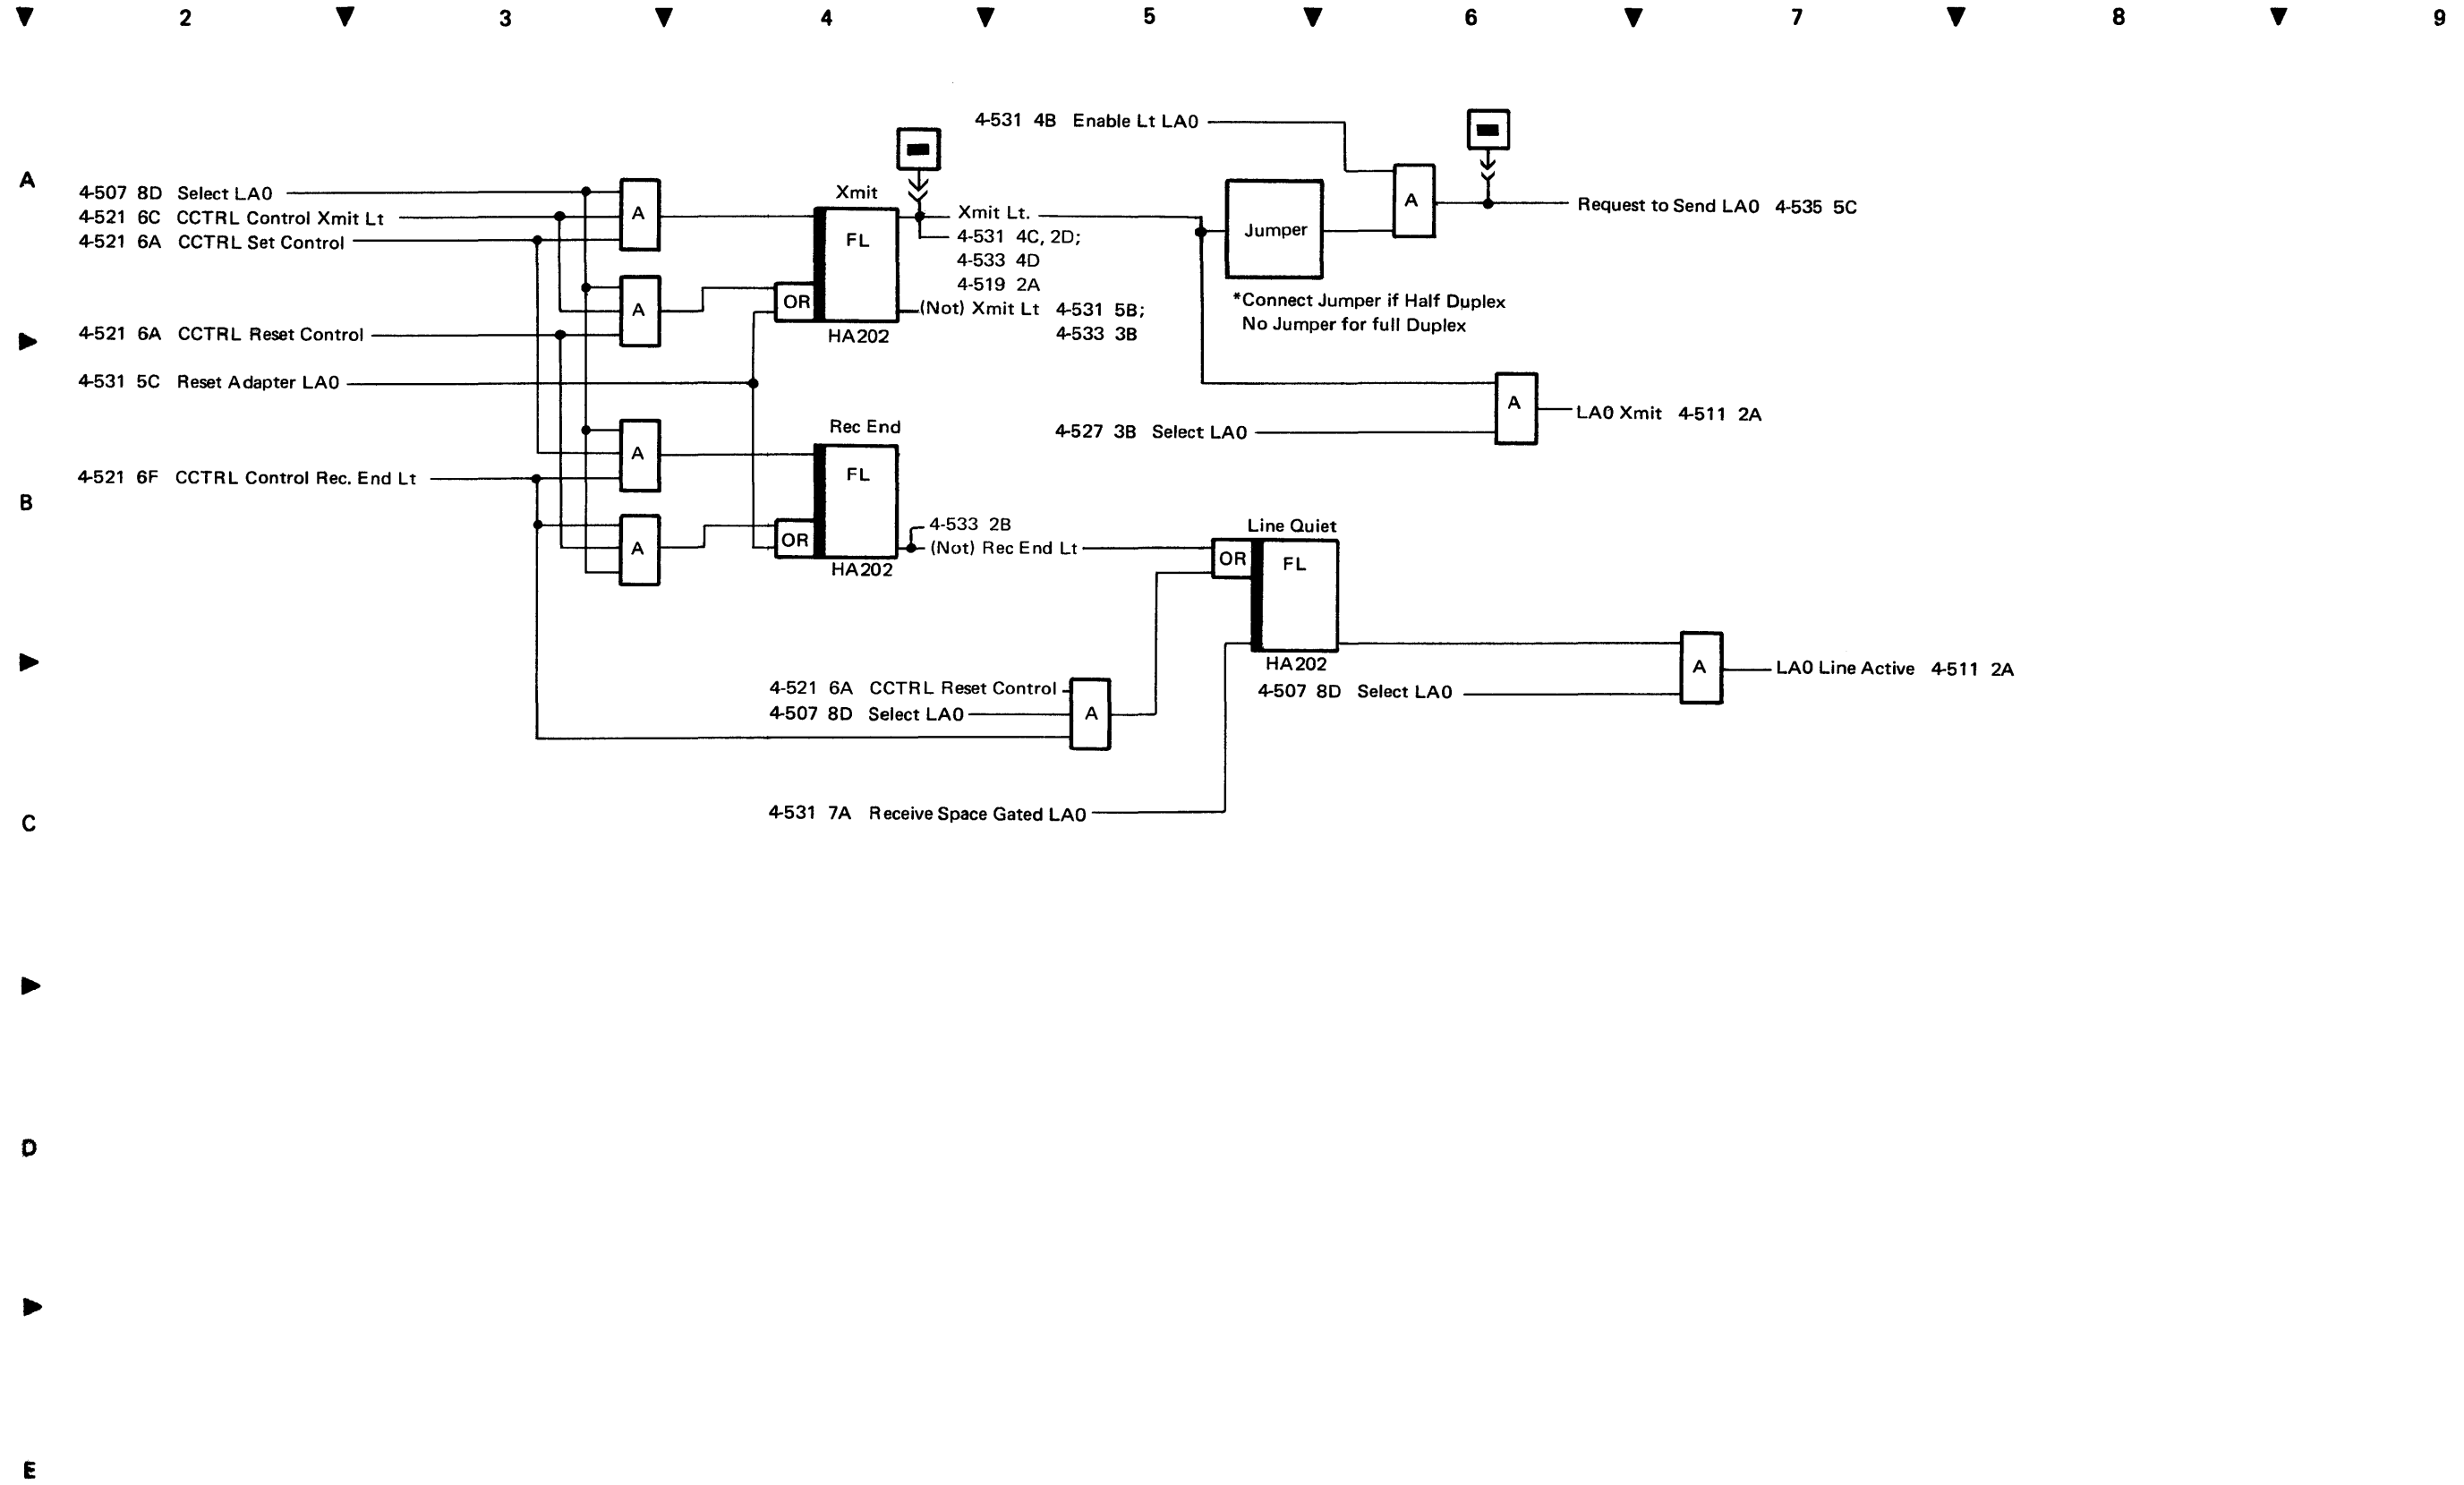 2 3 4 5 6 7 8 9
A
B
C
D
E
4-507 8D Select LA0
4-521 6C CCTRL Control Xmit Lt
4-521 6A CCTRL Set Control
4-521 6A CCTRL Reset Control
4-531 5C Reset Adapter LA0
4-521 6F CCTRL Control Rec. End Lt
A
A
A
A
Xmit
FL
OR
HA202
Rec End
FL
OR
HA202
Xmit Lt.
4-531 4C, 2D;
4-533 4D
4-519 2A
(Not) Xmit Lt 4-531 5B;
4-533 3B
4-531 4B Enable Lt LA0
Jumper
A
Request to Send LA0 4-535 5C
*Connect Jumper if Half Duplex
No Jumper for full Duplex
4-527 3B Select LA0
A
LA0 Xmit 4-511 2A
4-533 2B
(Not) Rec End Lt
Line Quiet
OR
FL
HA202
4-521 6A CCTRL Reset Control
4-507 8D Select LA0
A
4-507 8D Select LA0
A
LA0 Line Active 4-511 2A
4-531 7A Receive Space Gated LA0